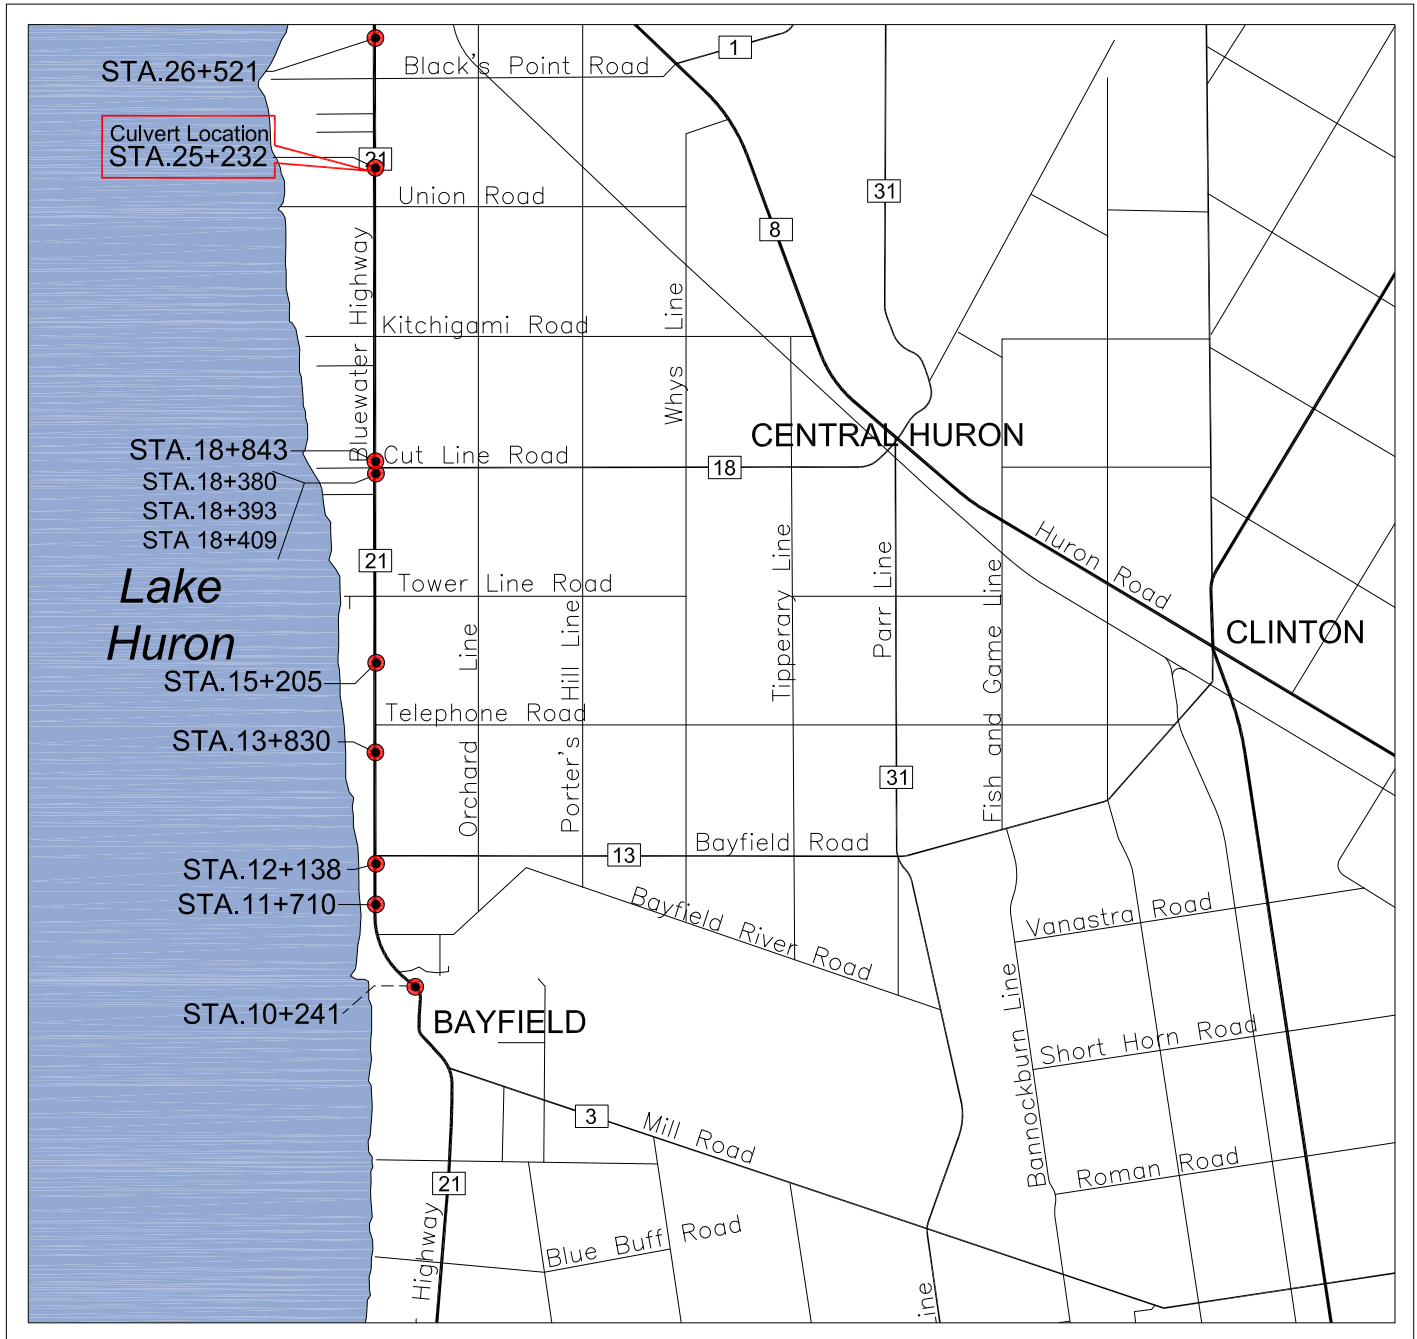 1
Black's Point Road
STA.26+521
Culvert Location
STA.25+232
21
Union Road
31
8
Bluewater Highway
Whys Line
Kitchigami Road
CENTRAL HURON
STA.18+843
Cut Line Road
18
STA.18+380
STA.18+393
STA 18+409
21
Huron Road
Lake
Huron
Tower Line Road
Orchard Line
Porter's Hill Line
Tipperary Line
Parr Line
Fish and Game Line
CLINTON
STA.15+205
Telephone Road
STA.13+830
31
Bayfield Road
13
STA.12+138
STA.11+710
Bayfield River Road
Vanastra Road
STA.10+241
BAYFIELD
Bannockburn Line
Short Horn Road
3
Mill Road
Roman Road
21
Highway
Blue Buff Road
ine